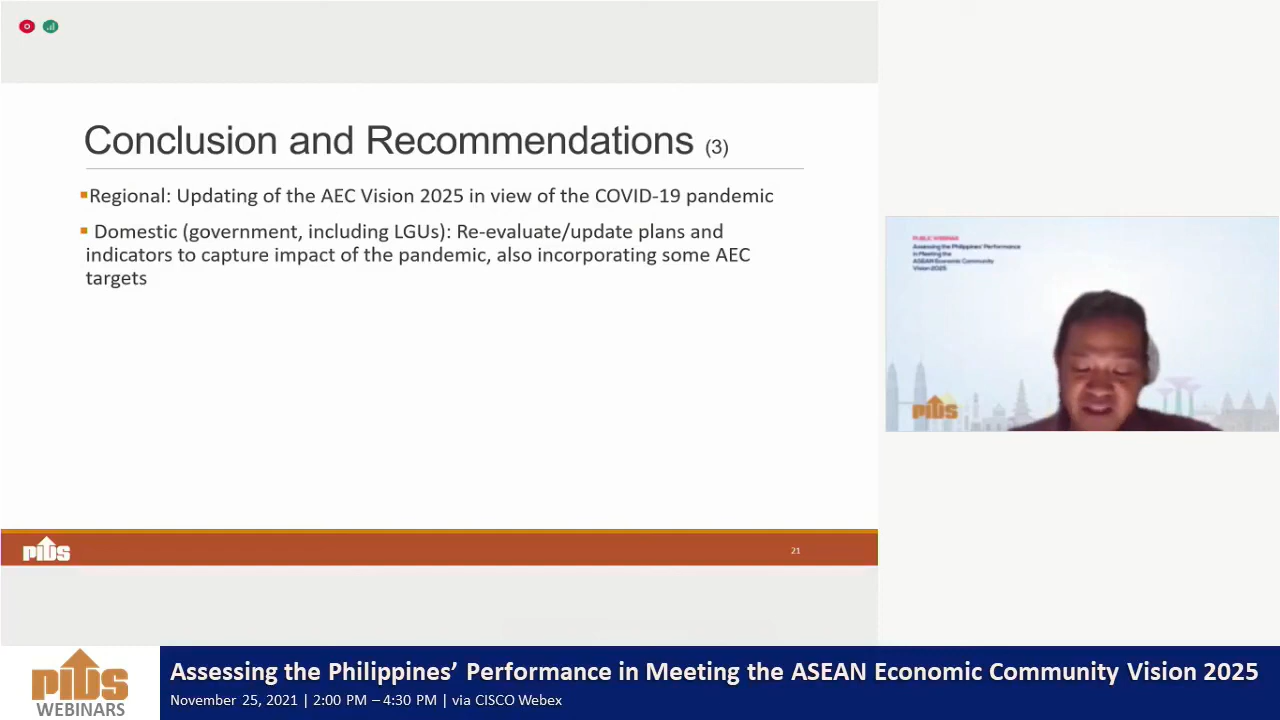 Conclusion and Recommendations (3)
▪Regional: Updating of the AEC Vision 2025 in view of the COVID-19 pandemic
▪ Domestic (government, including LGUs): Re-evaluate/update plans and
indicators to capture impact of the pandemic, also incorporating some AEC
targets
PUBLIC WEBINAR
Assessing the Philippines' Performance
in Meeting the
ASEAN Economic Community
Vision 2025
PIDS
PIDS
21
PIDS
WEBINARS
Assessing the Philippines’ Performance in Meeting the ASEAN Economic Community Vision 2025
November 25, 2021 | 2:00 PM – 4:30 PM | via CISCO Webex